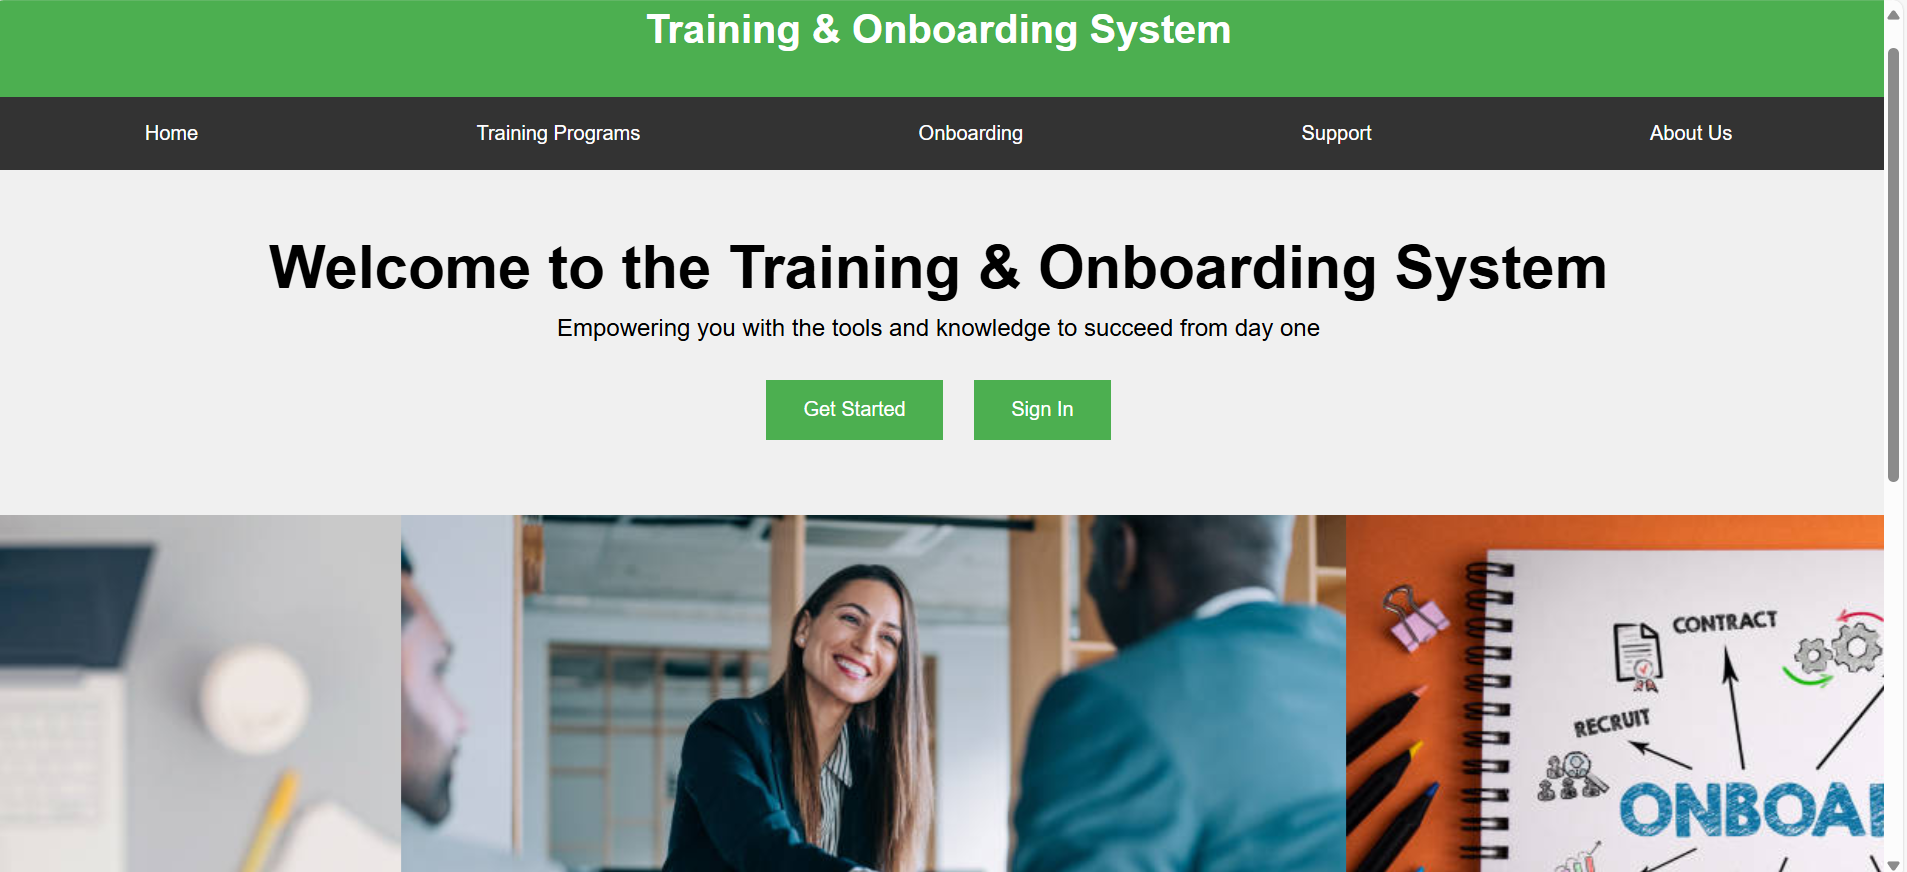 Training & Onboarding System
Home
Training Programs
Onboarding
Support
About Us
Welcome to the Training & Onboarding System
Empowering you with the tools and knowledge to succeed from day one
Get Started
Sign In
CONTRACT
RECRUIT
ONBOA